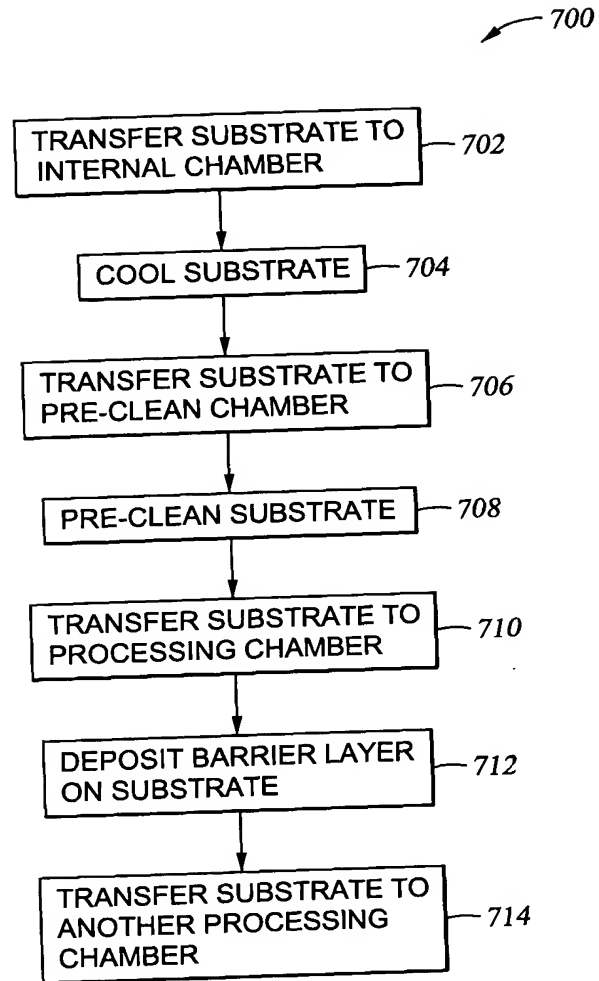 700
TRANSFER SUBSTRATE TO
INTERNAL CHAMBER
702
COOL SUBSTRATE
704
TRANSFER SUBSTRATE TO
PRE-CLEAN CHAMBER
706
PRE-CLEAN SUBSTRATE
708
TRANSFER SUBSTRATE TO
PROCESSING CHAMBER
710
DEPOSIT BARRIER LAYER
ON SUBSTRATE
712
TRANSFER SUBSTRATE TO
ANOTHER PROCESSING
CHAMBER
714